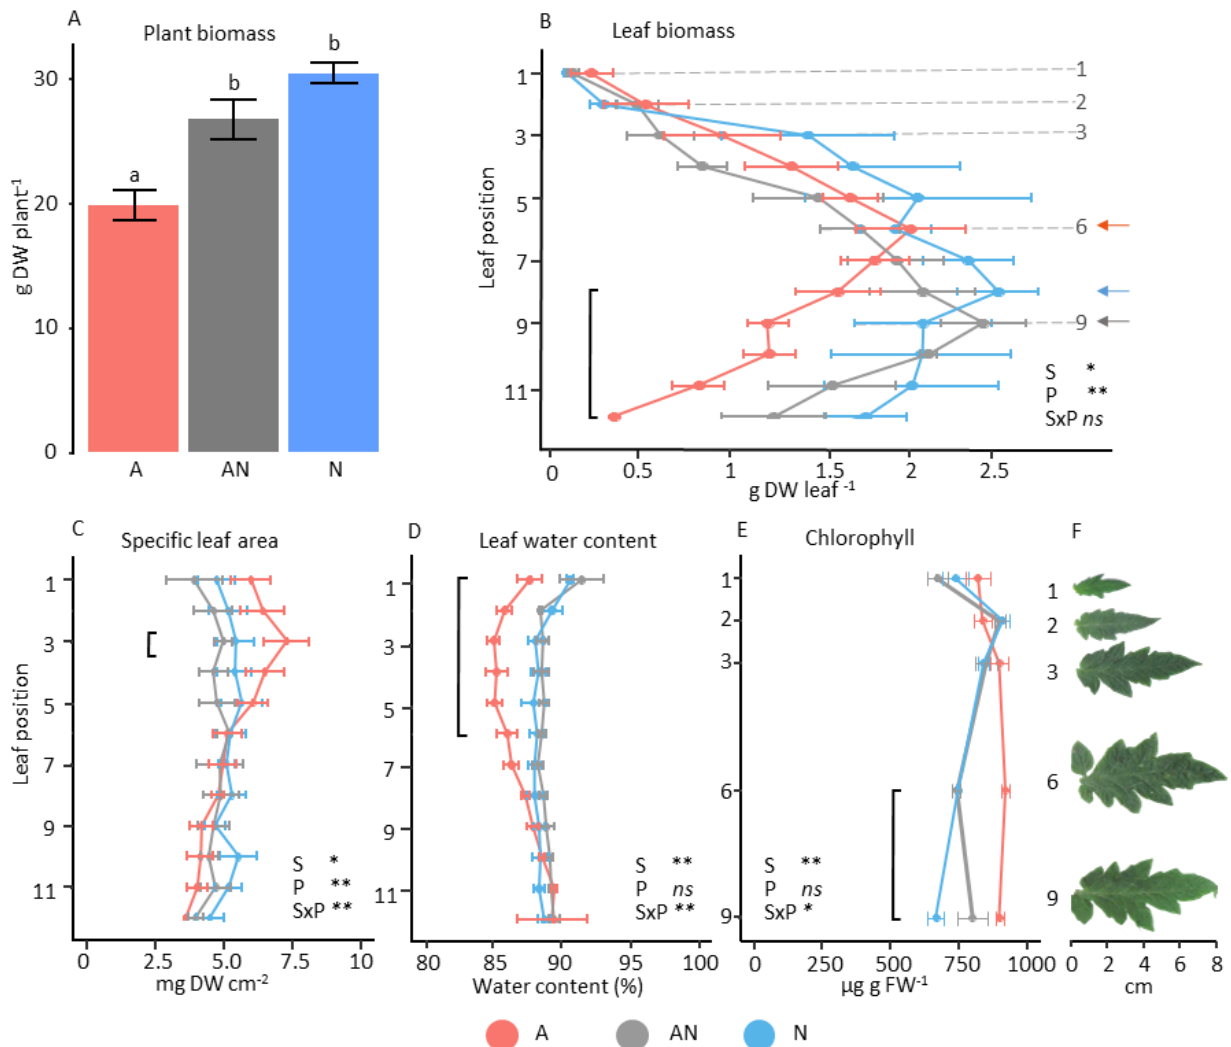 A
Plant biomass
g DW plant-1
30
20
10
0
a
b
b
A
AN
N
B
Leaf biomass
Leaf position
1
3
5
7
9
11
1
2
3
6
9
S *
P **
SxP ns
0
0.5
1
1.5
2
2.5
g DW leaf -1
C
Specific leaf area
Leaf position
1
3
5
7
9
11
S *
P **
SxP **
0
2.5
5.0
7.5
10
mg DW cm-2
D
Leaf water content
1
3
5
7
9
11
S **
P ns
SxP **
80
85
90
95
100
Water content (%)
E
Chlorophyll
1
2
3
6
9
S **
P ns
SxP *
0
250
500
750
1000
µg g FW-1
F
1
2
3
6
9
0
2
4
6
8
cm
A
AN
N